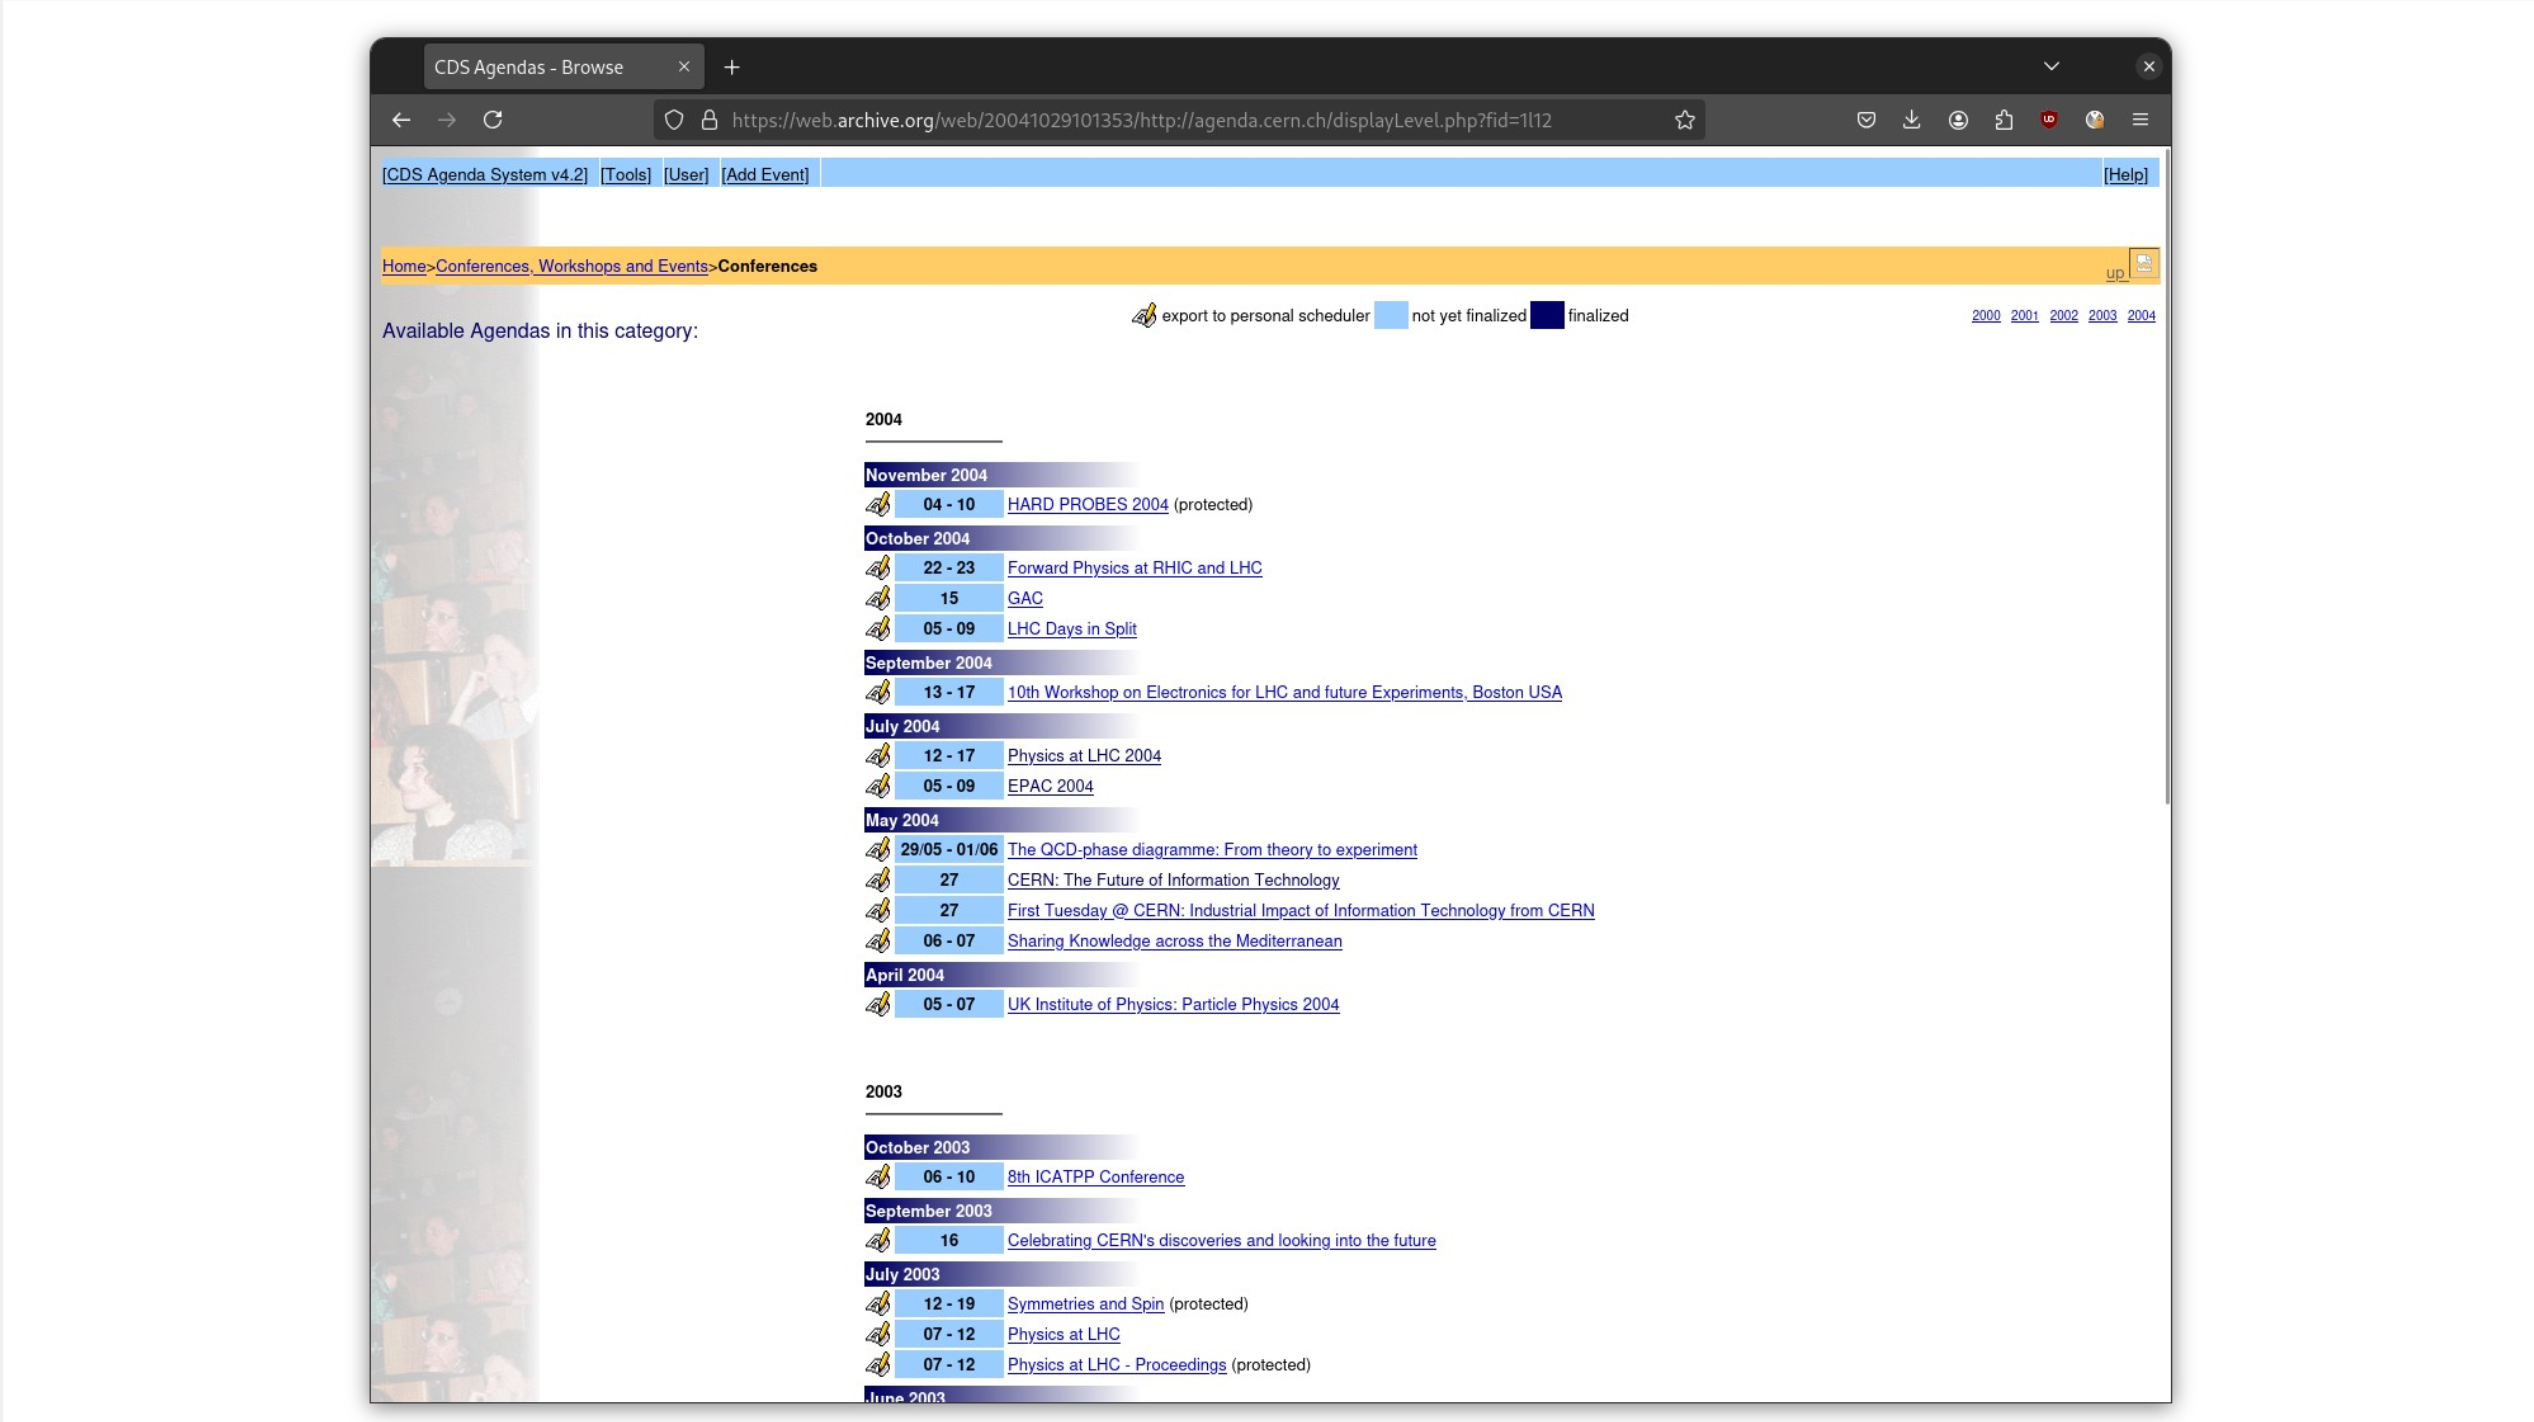 CDS Agendas - Browse
https://web.archive.org/web/20041029101353/http://agenda.cern.ch/displayLevel.php?fid=1l12
[CDS Agenda System v4.2] [Tools] [User] [Add Event] [Help]
Home>Conferences, Workshops and Events>Conferences up
export to personal scheduler not yet finalized finalized 2000 2001 2002 2003 2004
Available Agendas in this category:
2004
November 2004
04 - 10 HARD PROBES 2004 (protected)
October 2004
22 - 23 Forward Physics at RHIC and LHC
15 GAC
05 - 09 LHC Days in Split
September 2004
13 - 17 10th Workshop on Electronics for LHC and future Experiments, Boston USA
July 2004
12 - 17 Physics at LHC 2004
05 - 09 EPAC 2004
May 2004
29/05 - 01/06 The QCD-phase diagramme: From theory to experiment
27 CERN: The Future of Information Technology
27 First Tuesday @ CERN: Industrial Impact of Information Technology from CERN
06 - 07 Sharing Knowledge across the Mediterranean
April 2004
05 - 07 UK Institute of Physics: Particle Physics 2004
2003
October 2003
06 - 10 8th ICATPP Conference
September 2003
16 Celebrating CERN's discoveries and looking into the future
July 2003
12 - 19 Symmetries and Spin (protected)
07 - 12 Physics at LHC
07 - 12 Physics at LHC - Proceedings (protected)
June 2003